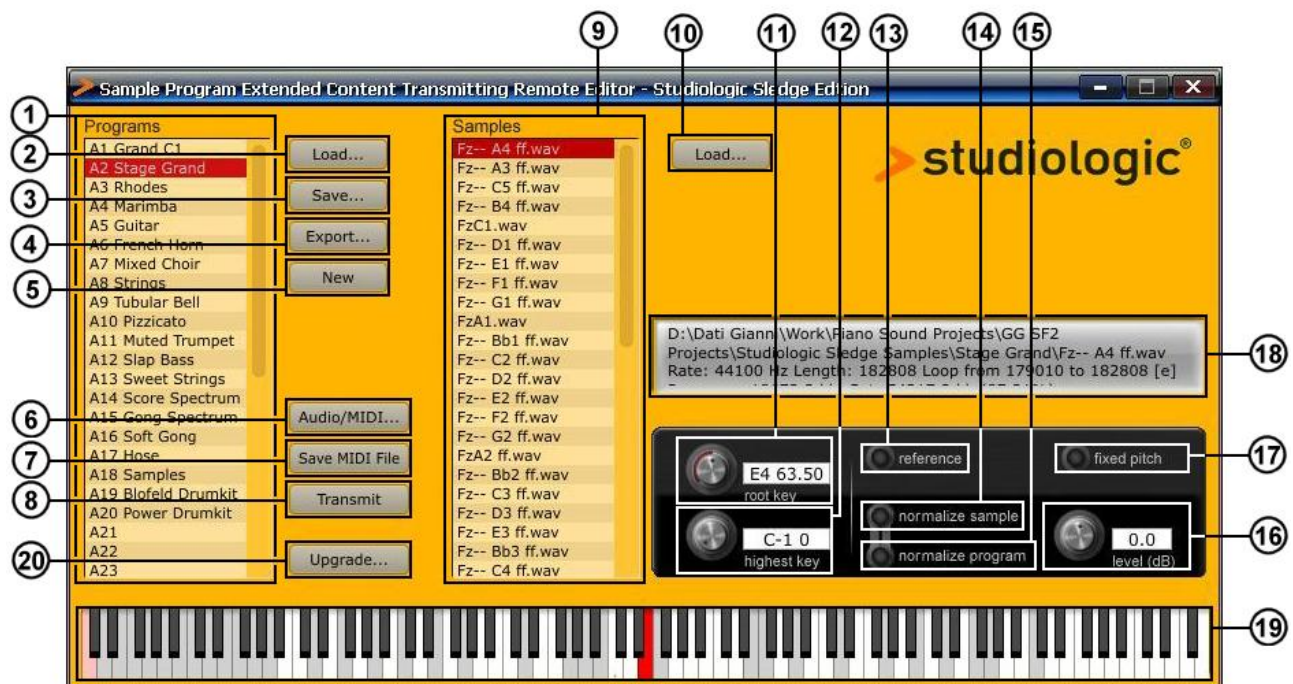 9 10 11 12 13 14 15
Sample Program Extended Content Transmitting Remote Editor - Studiologic Sledge Edtion
1
Programs
A1 Grand C1
A2 Stage Grand
A3 Rhodes
A4 Marimba
A5 Guitar
A6 French Horn
A7 Mixed Choir
A8 Strings
A9 Tubular Bell
A10 Pizzicato
A11 Muted Trumpet
A12 Slap Bass
A13 Sweet Strings
A14 Score Spectrum
A15 Gong Spectrum
A16 Soft Gong
A17 Hose
A18 Samples
A19 Blofeld Drumkit
A20 Power Drumkit
A21
A22
A23
2
Load...
3
Save...
4
Export...
5
New
6
Audio/MIDI...
7
Save MIDI File
8
Transmit
20
Upgrade...
Samples
Fz-- A4 ff.wav
Fz-- A3 ff.wav
Fz-- C5 ff.wav
Fz-- B4 ff.wav
FzC1.wav
Fz-- D1 ff.wav
Fz-- E1 ff.wav
Fz-- F1 ff.wav
Fz-- G1 ff.wav
FzA1.wav
Fz-- Bb1 ff.wav
Fz-- C2 ff.wav
Fz-- D2 ff.wav
Fz-- E2 ff.wav
Fz-- F2 ff.wav
Fz-- G2 ff.wav
FzA2 ff.wav
Fz-- Bb2 ff.wav
Fz-- C3 ff.wav
Fz-- D3 ff.wav
Fz-- E3 ff.wav
Fz-- Bb3 ff.wav
Fz-- C4 ff.wav
Load...
studiologic®
D:\Dati Gianni\Work\Piano Sound Projects\GG SF2
Projects\Studiologic Sledge Samples\Stage Grand\Fz-- A4 ff.wav
Rate: 44100 Hz Length: 182808 Loop from 179010 to 182808 [e]
18
E4 63.50
root key
reference
fixed pitch
17
C-1 0
highest key
normalize sample
normalize program
0.0
level (dB)
16
19